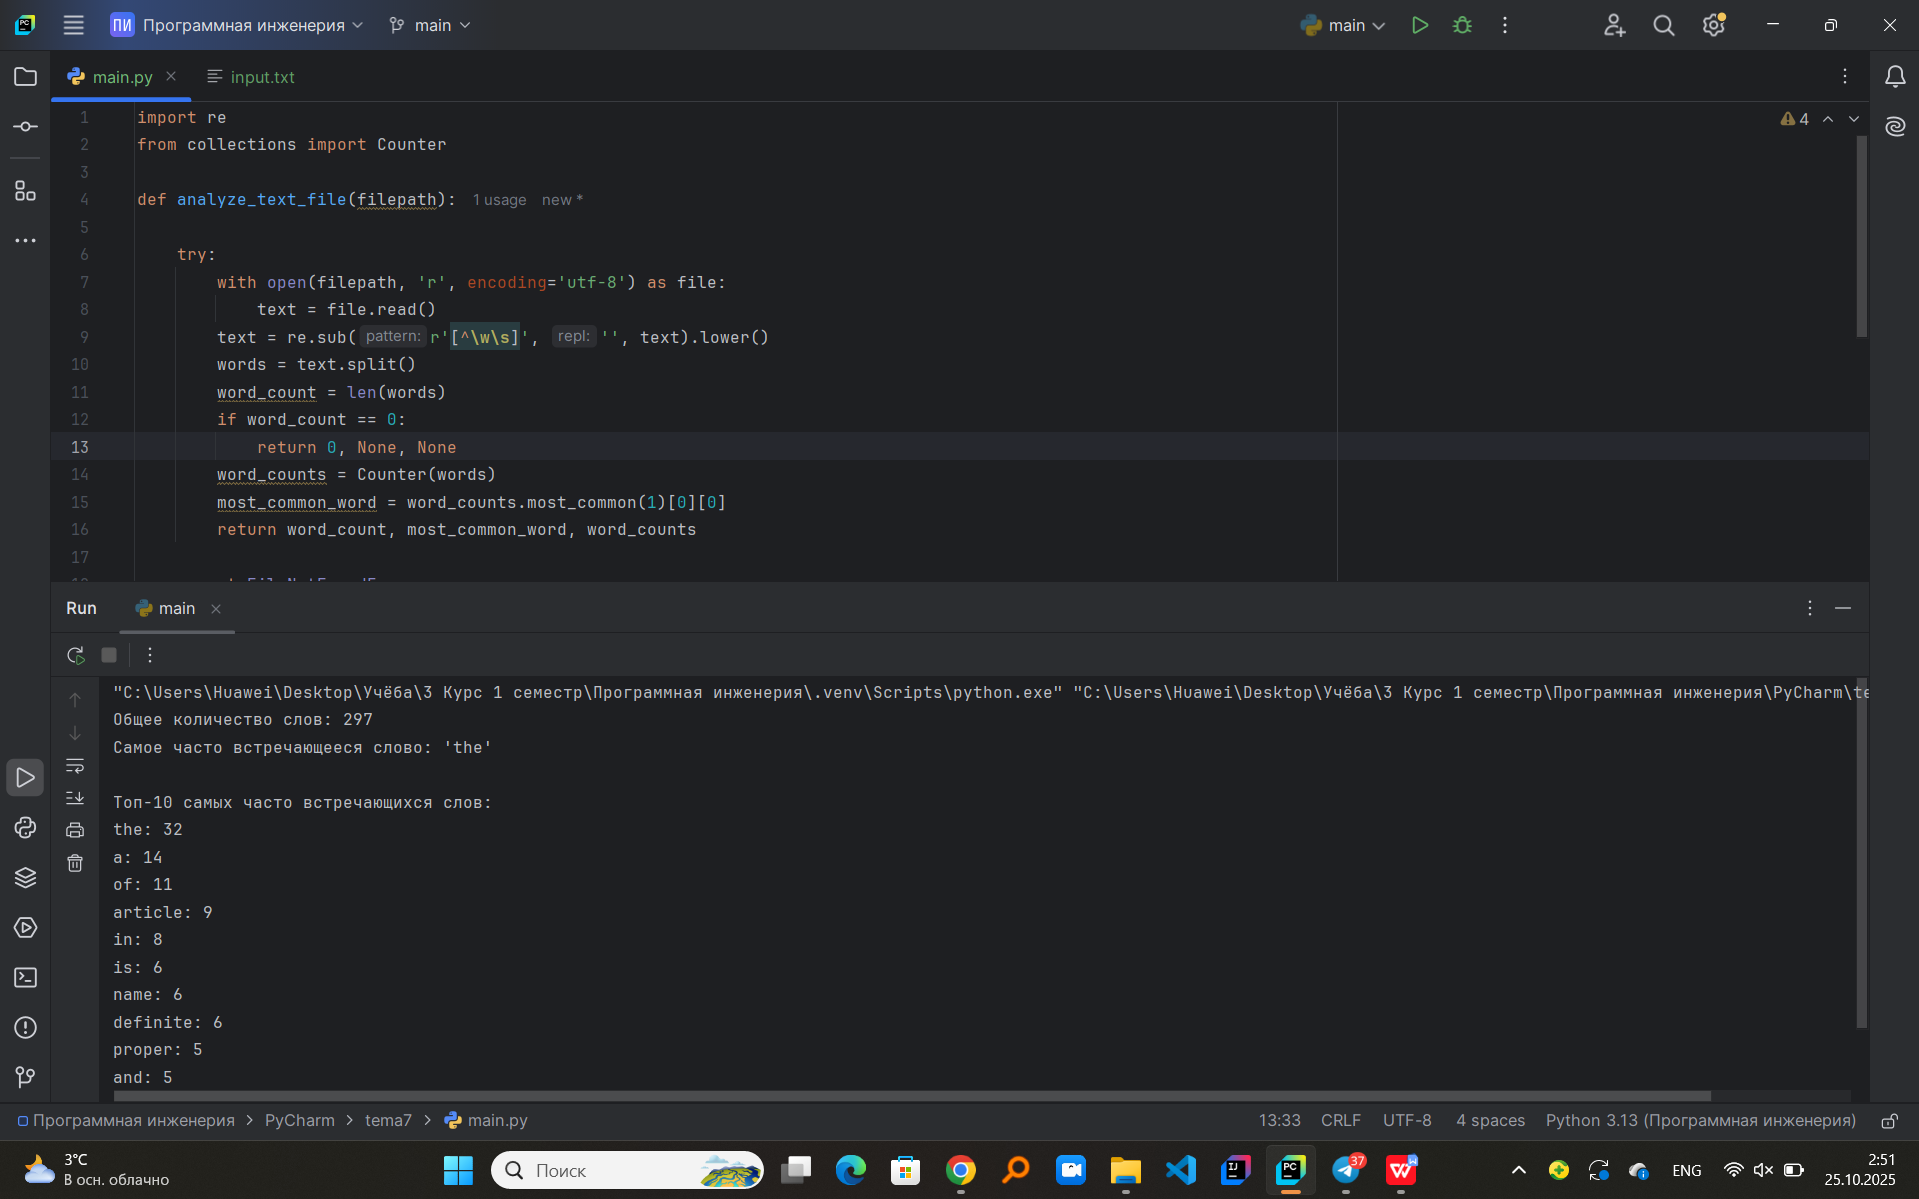 ПИ Программная инженерия main main
main.py input.txt
1 import re 4
2 from collections import Counter
3
4 def analyze_text_file(filepath): 1 usage new *
5
6 try:
7 with open(filepath, 'r', encoding='utf-8') as file:
8 text = file.read()
9 text = re.sub( pattern: r'[^\w\s]', repl: '', text).lower()
10 words = text.split()
11 word_count = len(words)
12 if word_count == 0:
13 return 0, None, None
14 word_counts = Counter(words)
15 most_common_word = word_counts.most_common(1)[0][0]
16 return word_count, most_common_word, word_counts
17
Run main
"C:\Users\Huawei\Desktop\Учёба\3 Курс 1 семестр\Программная инженерия\.venv\Scripts\python.exe" "C:\Users\Huawei\Desktop\Учёба\3 Курс 1 семестр\Программная инженерия\PyCharm\te
Общее количество слов: 297
Самое часто встречающееся слово: 'the'
Топ-10 самых часто встречающихся слов:
the: 32
a: 14
of: 11
article: 9
in: 8
is: 6
name: 6
definite: 6
proper: 5
and: 5
Программная инженерия > PyCharm > tema7 > main.py 13:33 CRLF UTF-8 4 spaces Python 3.13 (Программная инженерия)
3°C
В осн. облачно
Поиск
37
ENG
2:51
25.10.2025